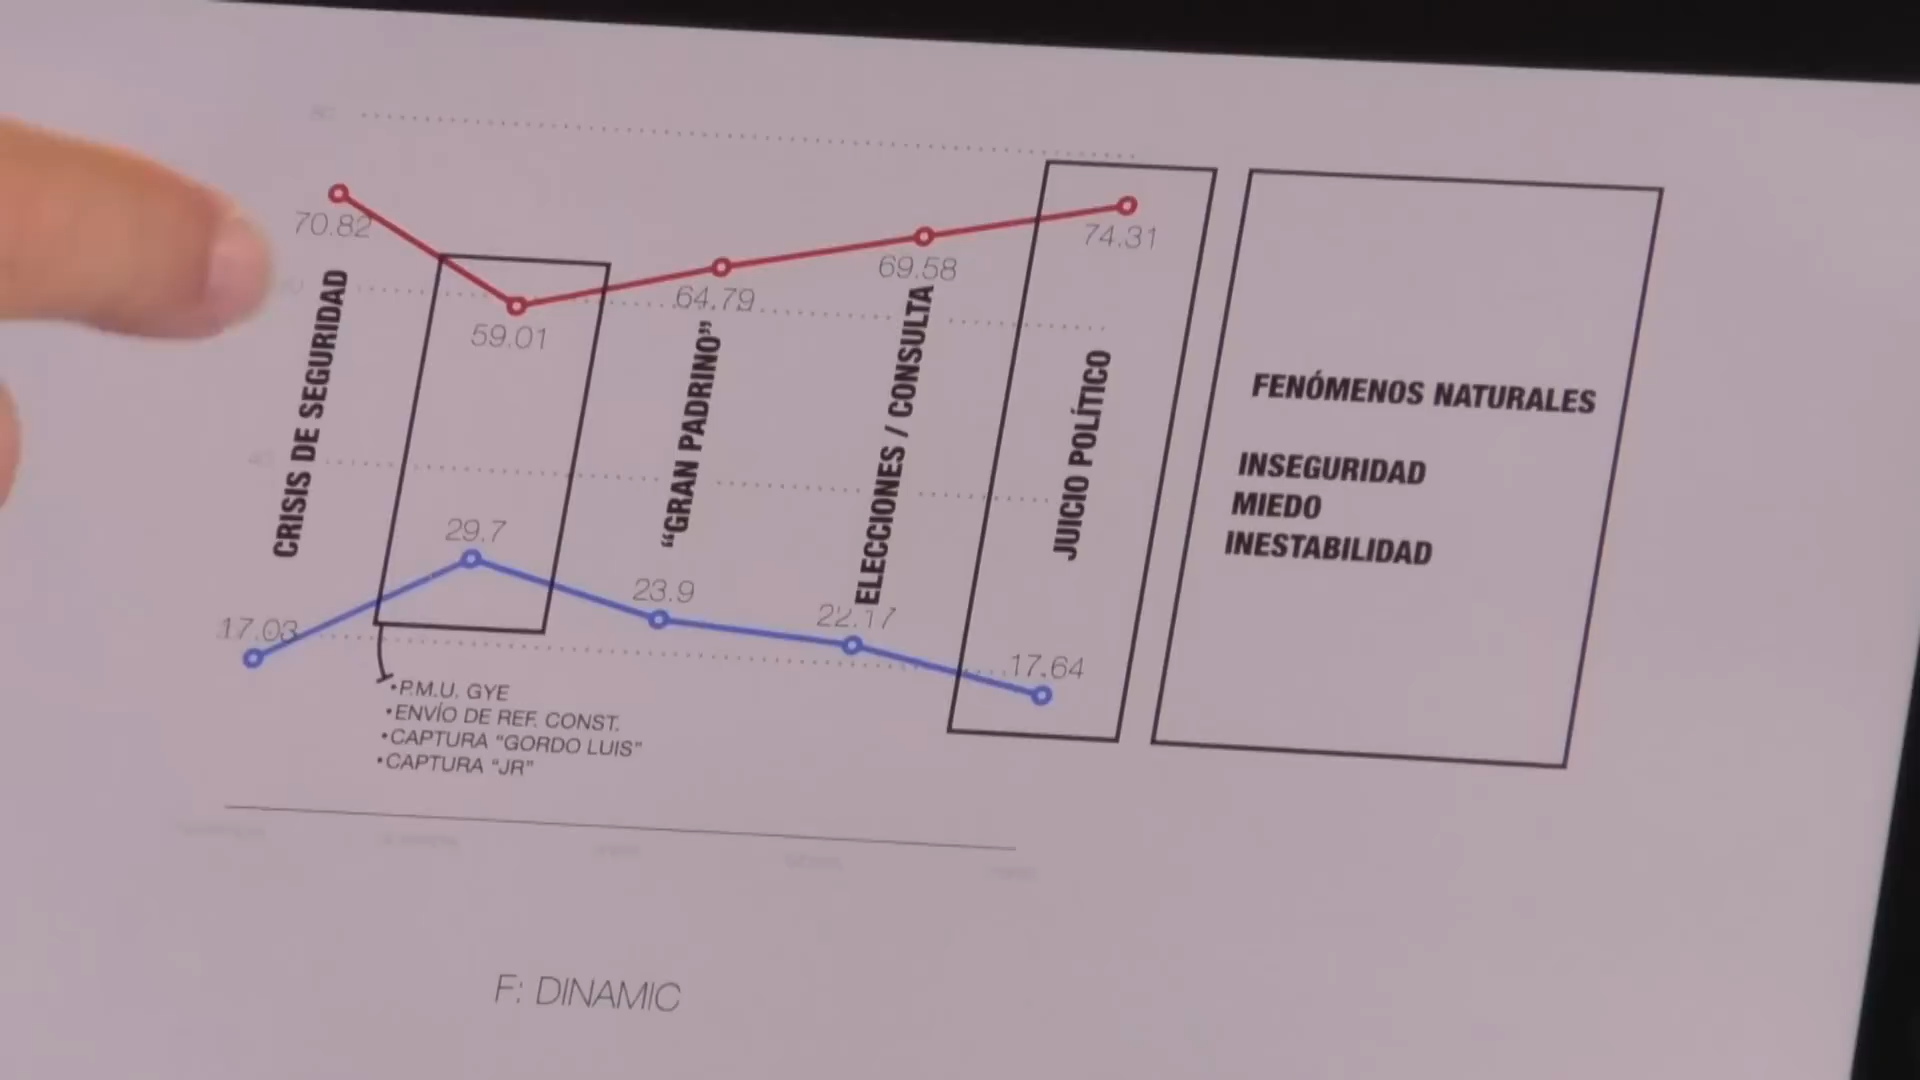 70.82
59.01
64.79
69.58
74.31
CRISIS DE SEGURIDAD
"GRAN PADRINO"
ELECCIONES / CONSULTA
JUICIO POLÍTICO
FENÓMENOS NATURALES
INSEGURIDAD
MIEDO
INESTABILIDAD
17.03
29.7
23.9
22.17
17.64
•P.M.U. GYE
•ENVÍO DE REF. CONST.
•CAPTURA "GORDO LUIS"
•CAPTURA "JR"
F: DINAMIC